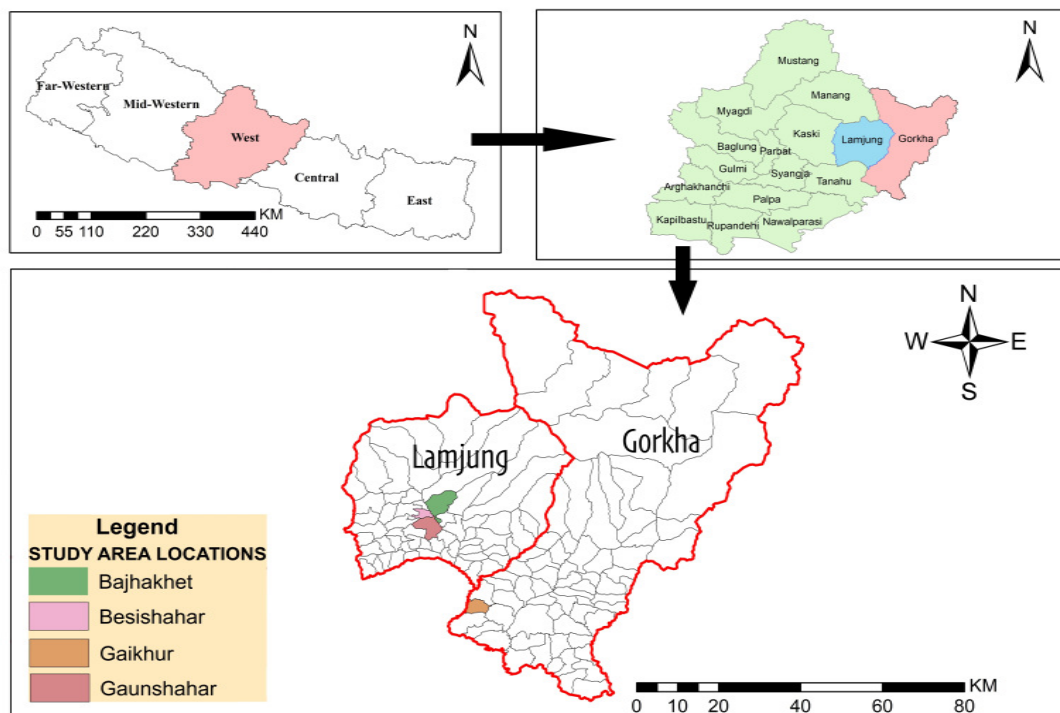 N
Far-Western
Mid-Western
West
Central
East
KM
0 55 110 220 330 440
N
Mustang
Manang
Myagdi
Kaski
Lamjung
Gorkha
Baglung
Parbat
Gulmi
Syangja
Tanahu
Arghakhanchi
Palpa
Kapilbastu
Rupandehi
Nawalparasi
N
W E
S
Lamjung
Gorkha
Legend
STUDY AREA LOCATIONS
Bajhakhet
Besishahar
Gaikhur
Gaunshahar
KM
0 10 20 40 60 80